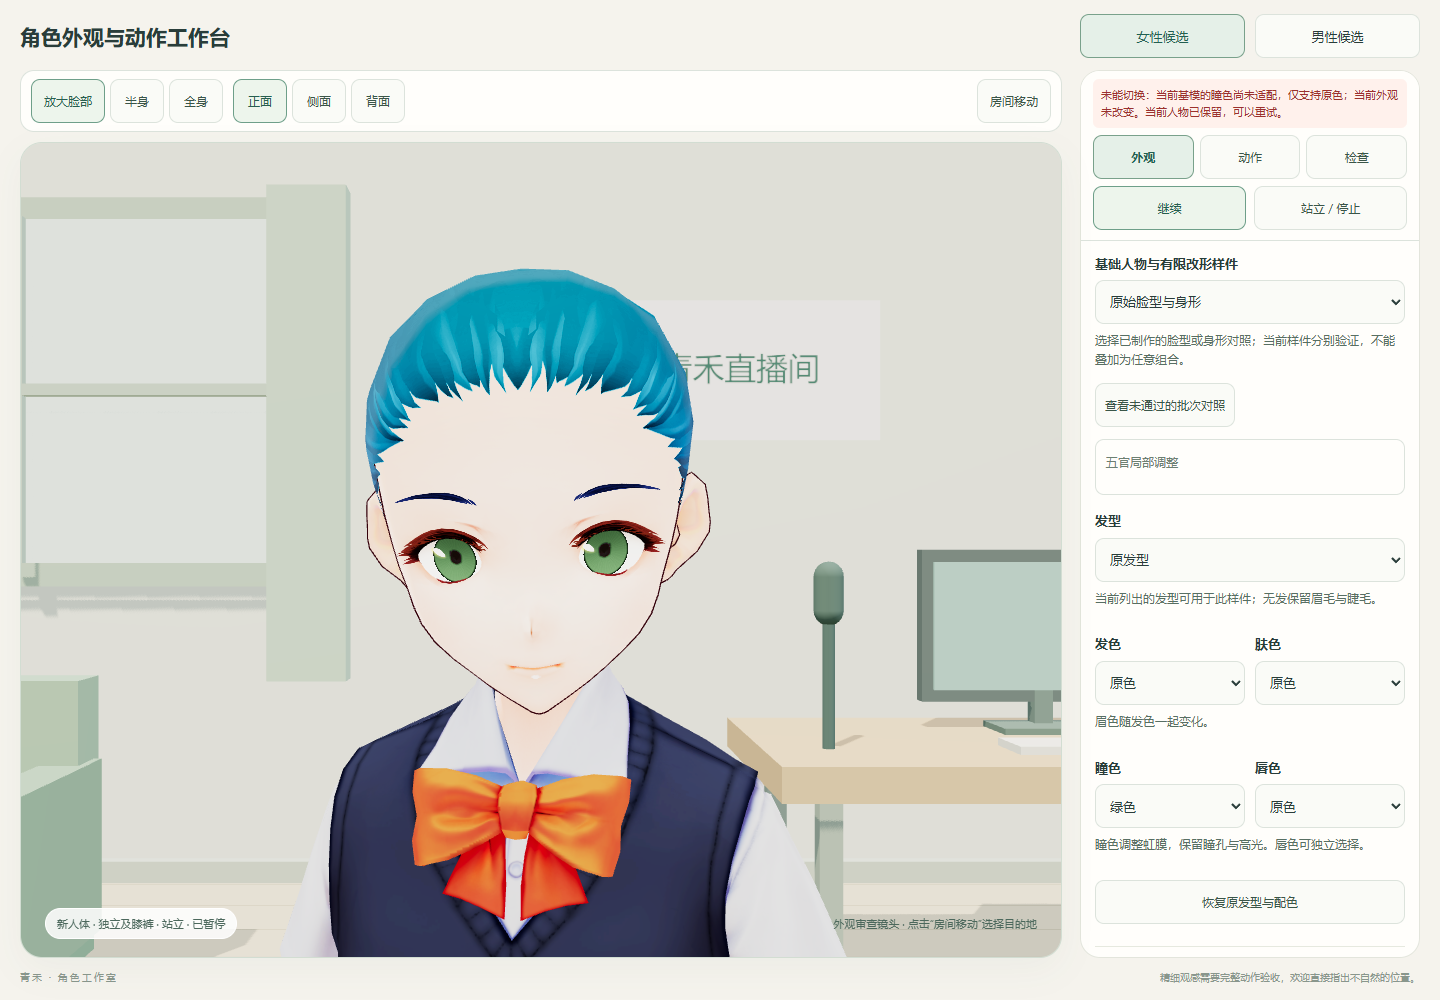 角色外观与动作工作台
女性候选
男性候选
放大脸部
半身
全身
正面
侧面
背面
房间移动
未能切换：当前基模的瞳色尚未适配，仅支持原色；当前外观
未改变。当前人物已保留，可以重试。
外观
动作
检查
继续
站立 / 停止
基础人物与有限改形样件
原始脸型与身形
选择已制作的脸型或身形对照；当前样件分别验证，不能
叠加为任意组合。
查看未通过的批次对照
五官局部调整
发型
原发型
当前列出的发型可用于此样件；无发保留眉毛与睫毛。
发色
肤色
原色
原色
眉色随发色一起变化。
瞳色
唇色
绿色
原色
瞳色调整虹膜，保留瞳孔与高光。唇色可独立选择。
恢复原发型与配色
青禾直播间
新人体 · 独立及膝裤 · 站立 · 已暂停
外观审查镜头 · 点击“房间移动”选择目的地
青禾 · 角色工作室
精细观感需要完整动作验收，欢迎直接指出不自然的位置。